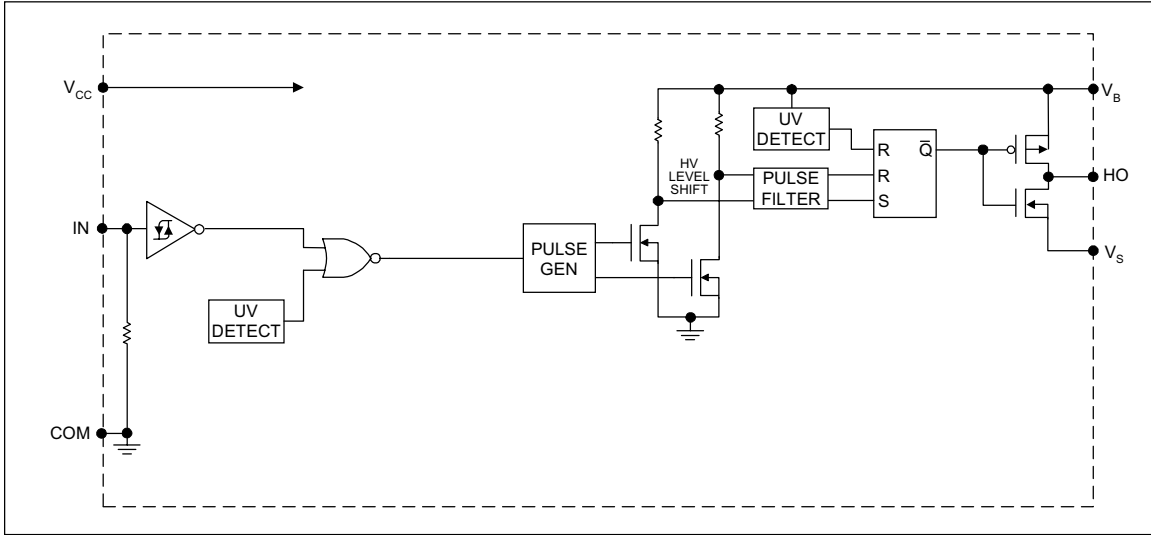 V_CC
IN
COM
UV
DETECT
PULSE
GEN
HV
LEVEL
SHIFT
UV
DETECT
PULSE
FILTER
R
R
S
Q̅
V_B
HO
V_S